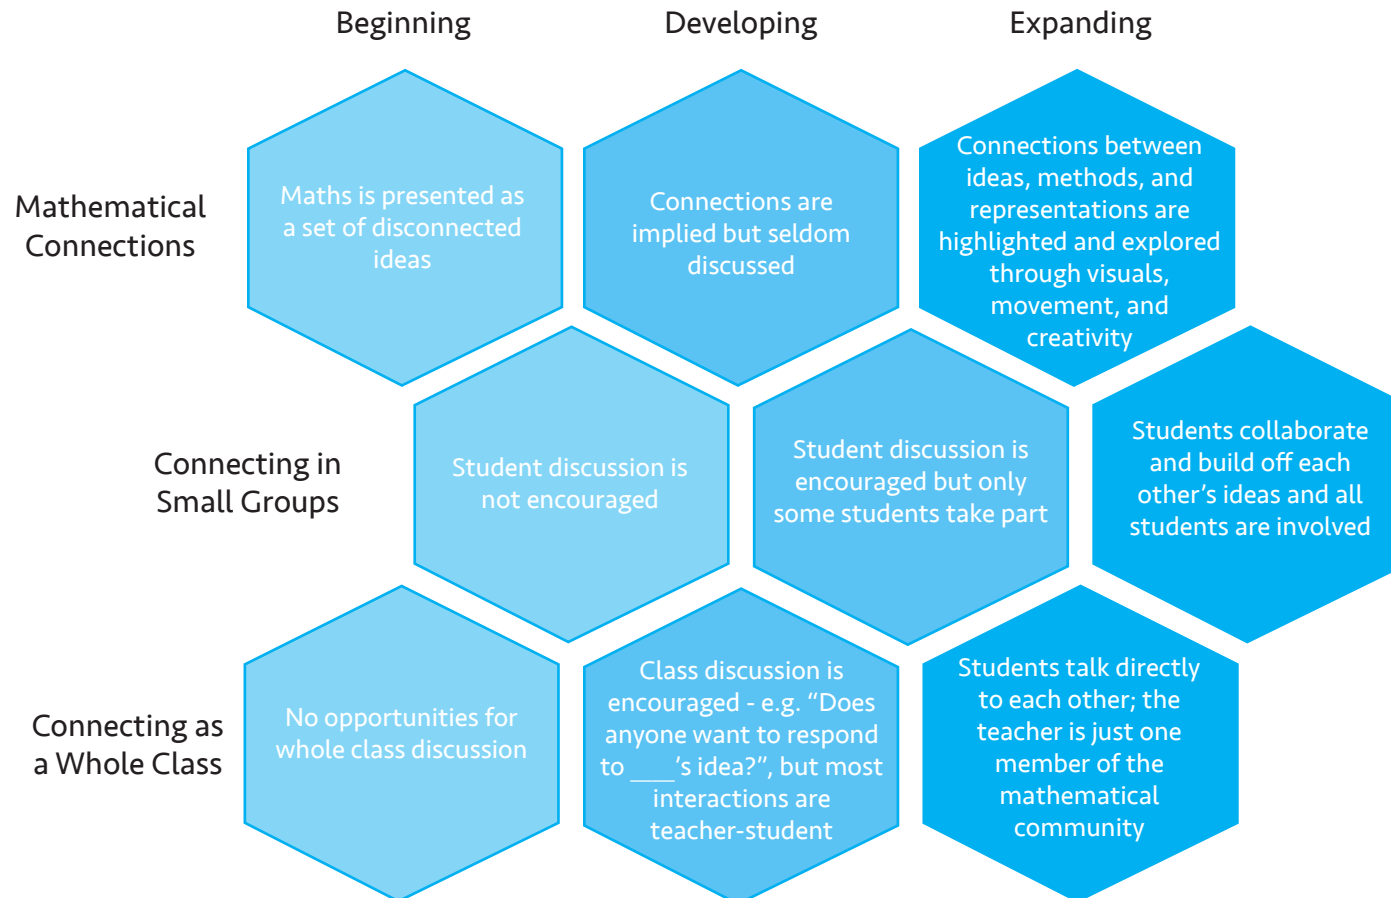 Beginning
Developing
Expanding
Mathematical
Connections
Maths is presented as
a set of disconnected
ideas
Connections are
implied but seldom
discussed
Connections between
ideas, methods, and
representations are
highlighted and explored
through visuals,
movement, and
creativity
Connecting in
Small Groups
Student discussion is
not encouraged
Student discussion is
encouraged but only
some students take part
Students collaborate
and build off each
other’s ideas and all
students are involved
Connecting as
a Whole Class
No opportunities for
whole class discussion
Class discussion is
encouraged - e.g. “Does
anyone want to respond
to ___’s idea?”, but most
interactions are
teacher-student
Students talk directly
to each other; the
teacher is just one
member of the
mathematical
community